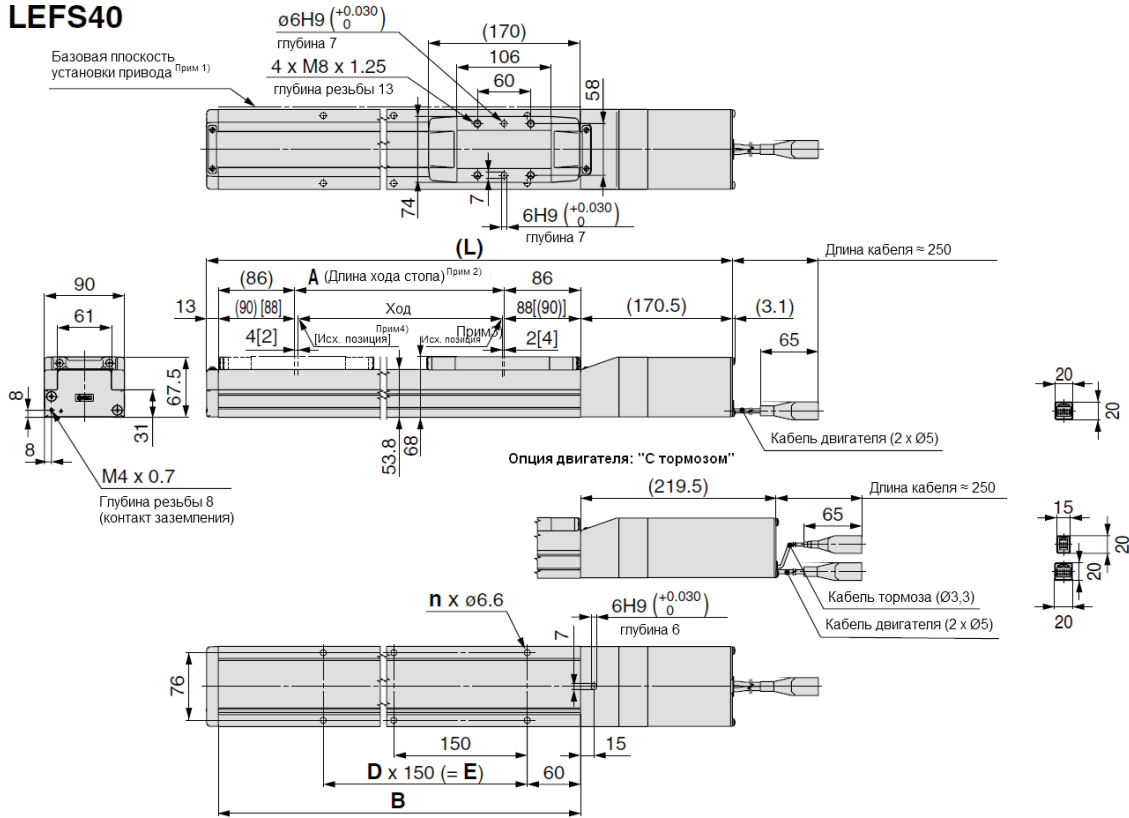 LEFS40
ø6H9 (+0.030 0)
глубина 7
(170)
Базовая плоскость
установки привода Прим 1)
106
4 x M8 x 1.25
глубина резьбы 13
60
58
74
7
6H9 (+0.030 0)
глубина 7
(L)
Длина кабеля ≈ 250
90
(86)
A (Длина хода стола) Прим 2)
86
61
13
(90) [88]
Ход
88[(90)]
(170.5)
(3.1)
4[2]
[Исх. позиция] Прим4)
Исх. позиция Прим3)
2[4]
65
20
8
67.5
20
31
53.8
68
8
Кабель двигателя (2 x Ø5)
M4 x 0.7
Опция двигателя: "С тормозом"
Глубина резьбы 8
(контакт заземпения)
(219.5)
Длина кабеля ≈ 250
65
15
20
20
20
n x ø6.6
6H9 (+0.030 0)
глубина 6
Кабель тормоза (Ø3,3)
Кабель двигателя (2 x Ø5)
7
76
150
15
D x 150 (= E)
60
B